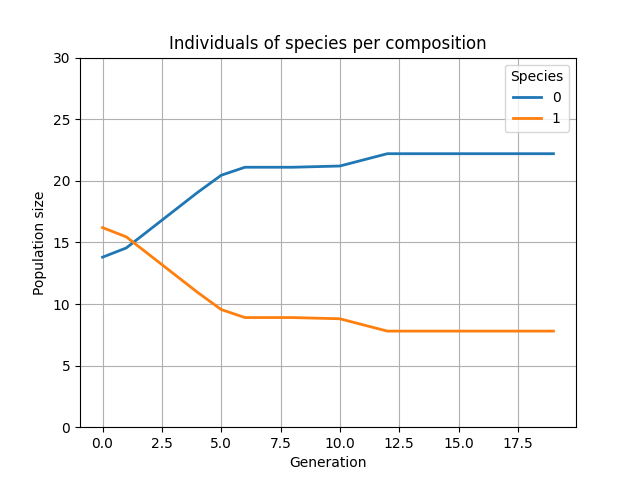 Individuals of species per composition
30
25
20
15
10
5
0
Population size
Species
0
1
0.0 2.5 5.0 7.5 10.0 12.5 15.0 17.5
Generation